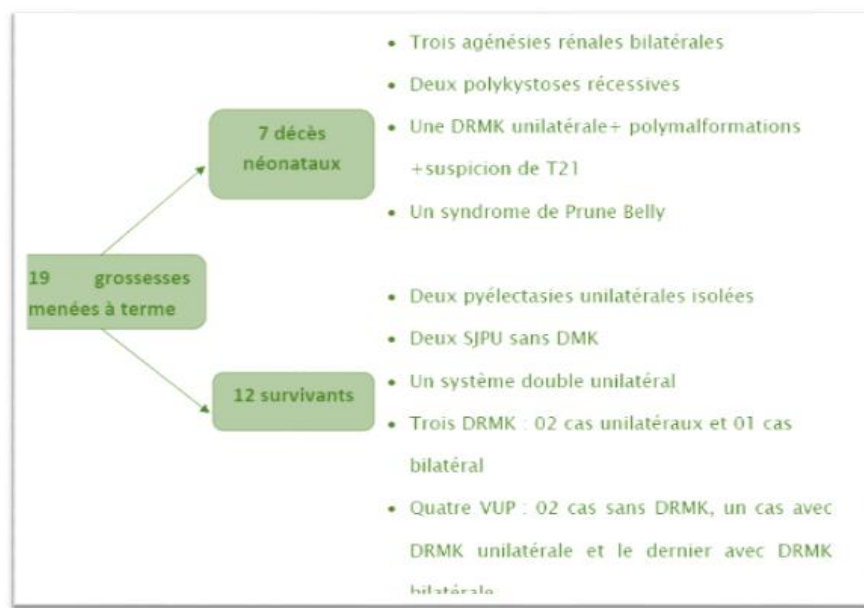 19 grossesses
menées à terme
7 décès
néonataux
• Trois agénésies rénales bilatérales
• Deux polykystoses récessives
• Une DRMK unilatérale+ polymalformations
+suspicion de T21
• Un syndrome de Prune Belly
12 survivants
• Deux pyélectasies unilatérales isolées
• Deux SJPU sans DMK
• Un système double unilatéral
• Trois DRMK : 02 cas unilatéraux et 01 cas
bilatéral
• Quatre VUP : 02 cas sans DRMK, un cas avec
DRMK unilatérale et le dernier avec DRMK
bilatérale